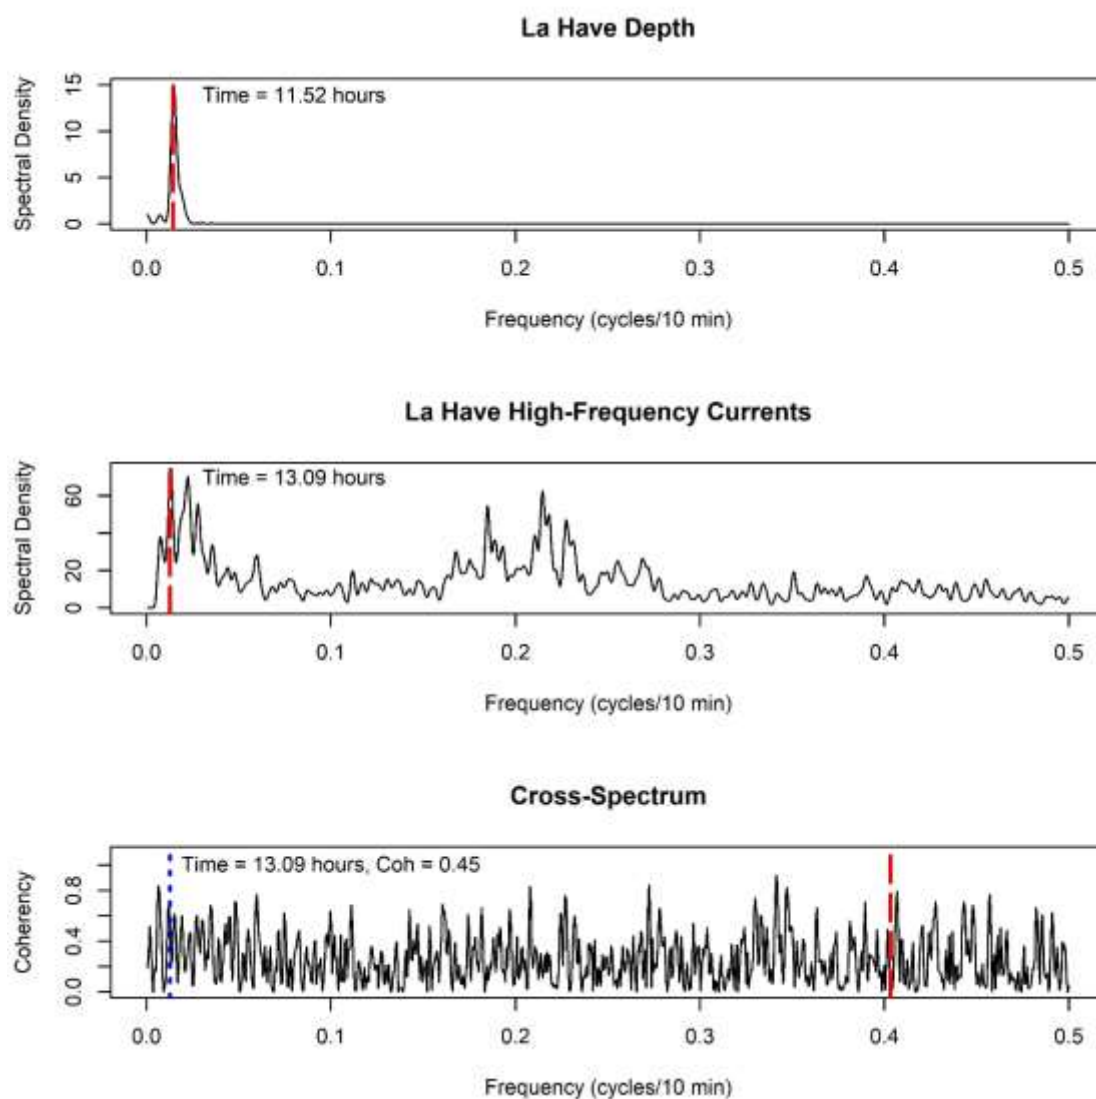 La Have Depth
Spectral Density
15
10
5
0
Time = 11.52 hours
0.0 0.1 0.2 0.3 0.4 0.5
Frequency (cycles/10 min)
La Have High-Frequency Currents
Spectral Density
60
20
0
Time = 13.09 hours
0.0 0.1 0.2 0.3 0.4 0.5
Frequency (cycles/10 min)
Cross-Spectrum
Coherency
0.8
0.4
0.0
Time = 13.09 hours, Coh = 0.45
0.0 0.1 0.2 0.3 0.4 0.5
Frequency (cycles/10 min)